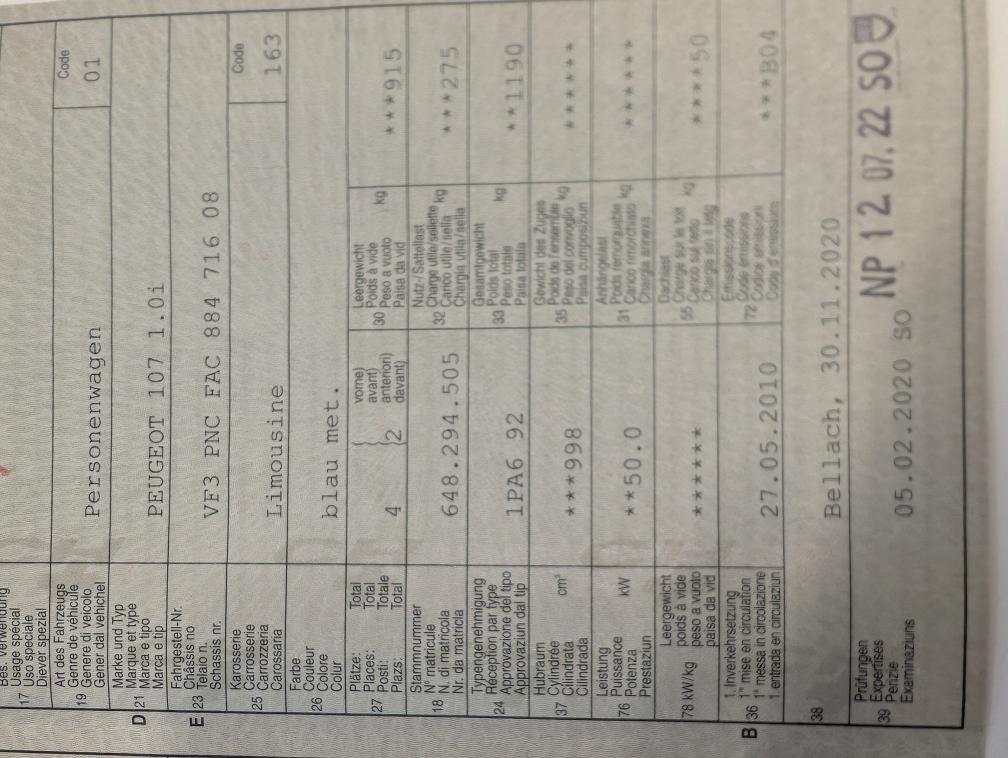 Bes. Verwendung
Usage spécial
17 Uso speciale
Diever spezial
Art des Fahrzeugs
Genre de véhicule
19 Genere di veicolo
Gener dal vehichel
Personenwagen
Code
01
Marke und Typ
Marque et type
D 21 Marca e tipo
Marca e tip
PEUGEOT 107 1.0i
Fahrgestell-Nr.
Châssis no
E 23 Telaio n.
Schassis nr.
VF3 PNC FAC 884 716 08
Karosserie
Carrosserie
25 Carrozzeria
Carossaria
Limousine
Code
163
Farbe
Couleur
26 Colore
Colur
blau met.
Plätze: Total
Places: Total
27 Posti: Totale
Plazs: Total
4 { 2
vorne)
avant)
anteriori)
davant)
Leergewicht
Poids à vide
30 Peso a vuoto kg
Paisa da vid
***915
Stammnummer
N° matricule
18 N. di matricola
Nr. da matricla
648.294.505
Nutz-/Sattellast
Charge utile/sellette
32 Carico utile/sella kg
Chargia utila/sella
***275
Typengenehmigung
Réception par type
24 Approvazione del tipo
Approvaziun dal tip
1PA6 92
Gesamtgewicht
Poids total
33 Peso totale kg
Paisa totala
**1190
Hubraum
Cylindrée
37 Cilindrata cm³
Cilindrada
***998
Gewicht des Zuges
Poids de l'ensemble
35 Peso del convoglio kg
Paisa cumposiziun
******
Leistung
Puissance
76 Potenza kW
Prestaziun
**50.0
Anhängelast
Poids remorquable
31 Carico rimorchiato kg
Chargia annexa
******
Leergewicht
poids à vide
78 kW/kg peso a vuoto
paisa da vid
******
Dachlast
Charge sur le toit
55 Carico sul tetto kg
Chargia sin il tetg
*****50
1. Inverkehrsetzung
1re mise en circulation
B 36 1a messa in circolazione
1. entrada en circulaziun
27.05.2010
Emissionscode
Code émissions
72 Codice emissioni
Code d'emissiuns
***B04
38
Bellach, 30.11.2020
Prüfungen
Expertises
39 Perizie
Examinaziuns
05.02.2020 SO
NP 12 07. 22 SO